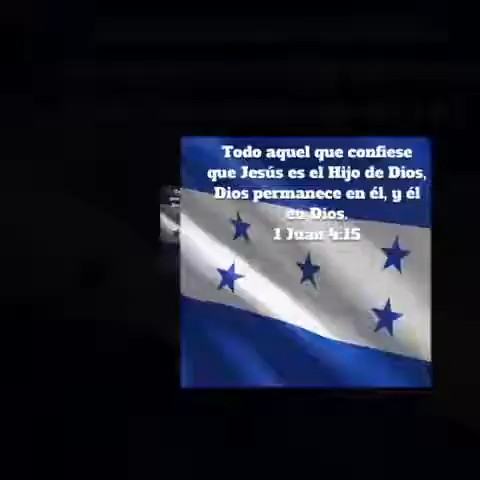 Todo aquel que confiese
que Jesús es el Hijo de Dios,
Dios permanece en él, y él
en Dios.
1 Juan 4:15